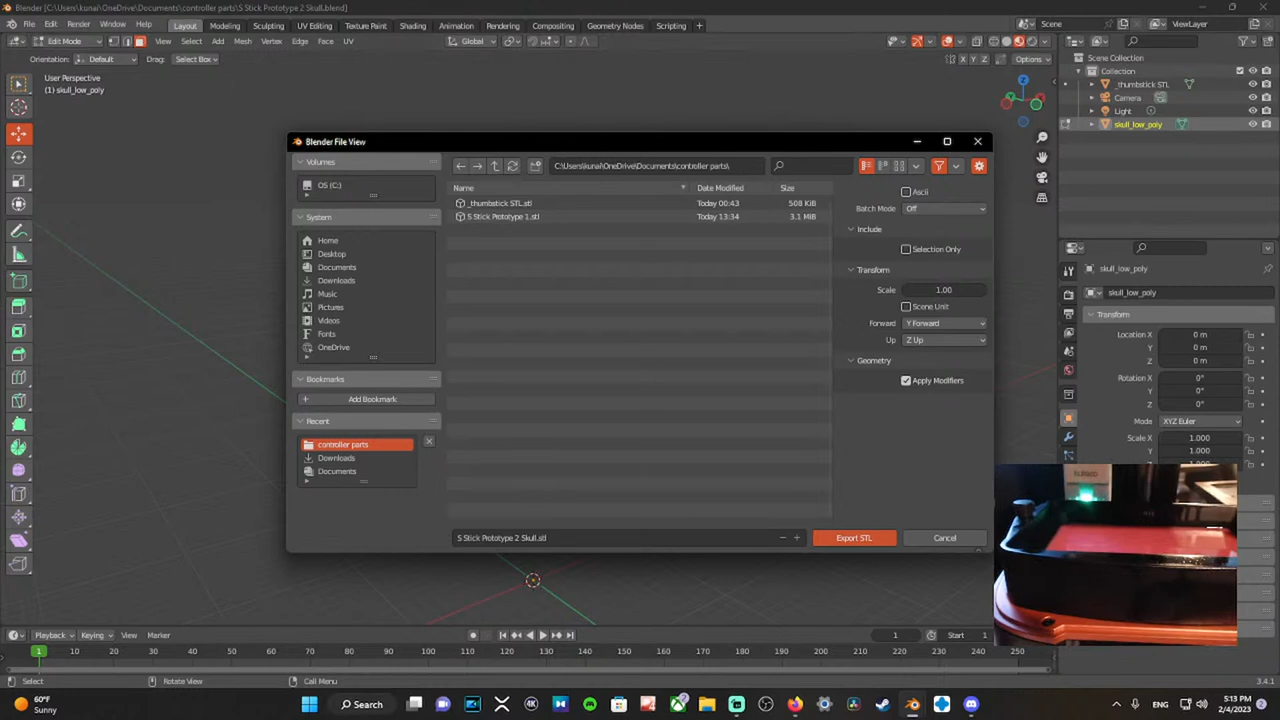 Blender [C:\Users\kunai\OneDrive\Documents\controller parts\S Stick Prototype 2 Skull.blend]
File Edit Render Window Help Layout Modeling Sculpting UV Editing Texture Paint Shading Animation Rendering Compositing Geometry Nodes Scripting + Scene ViewLayer
Edit Mode View Select Add Mesh Vertex Edge Face UV Global
Orientation: Default Drag: Select Box X Y Z Options
User Perspective
(1) skull_low_poly
Scene Collection
Collection
_thumbstick STL
Camera
Light
skull_low_poly
Blender File View
Volumes
OS (C:)
System
Home
Desktop
Documents
Downloads
Music
Pictures
Videos
Fonts
OneDrive
Bookmarks
Add Bookmark
Recent
controller parts
Downloads
Documents
C:\Users\kunai\OneDrive\Documents\controller parts\
Name Date Modified Size
_thumbstick STL.stl Today 00:43 508 KiB
S Stick Prototype 1.stl Today 13:34 3.1 MiB
S Stick Prototype 2 Skull.stl
Export STL Cancel
Ascii
Batch Mode Off
Include
Selection Only
Transform
Scale 1.00
Scene Unit
Forward Y Forward
Up Z Up
Geometry
Apply Modifiers
skull_low_poly
skull_low_poly
Transform
Location X 0 m
Y 0 m
Z 0 m
Rotation X 0°
Y 0°
Z 0°
Mode XYZ Euler
Scale X 1.000
Y 1.000
Playback Keying View Marker 1 Start 1
1 10 20 30 40 50 60 70 80 90 100 110 120 130 140 150 160 170 180 190 200 210 220 230 240 250
Select Rotate View Call Menu 3.4.1
60°F
Sunny
Search
ENG
5:13 PM
2/4/2023